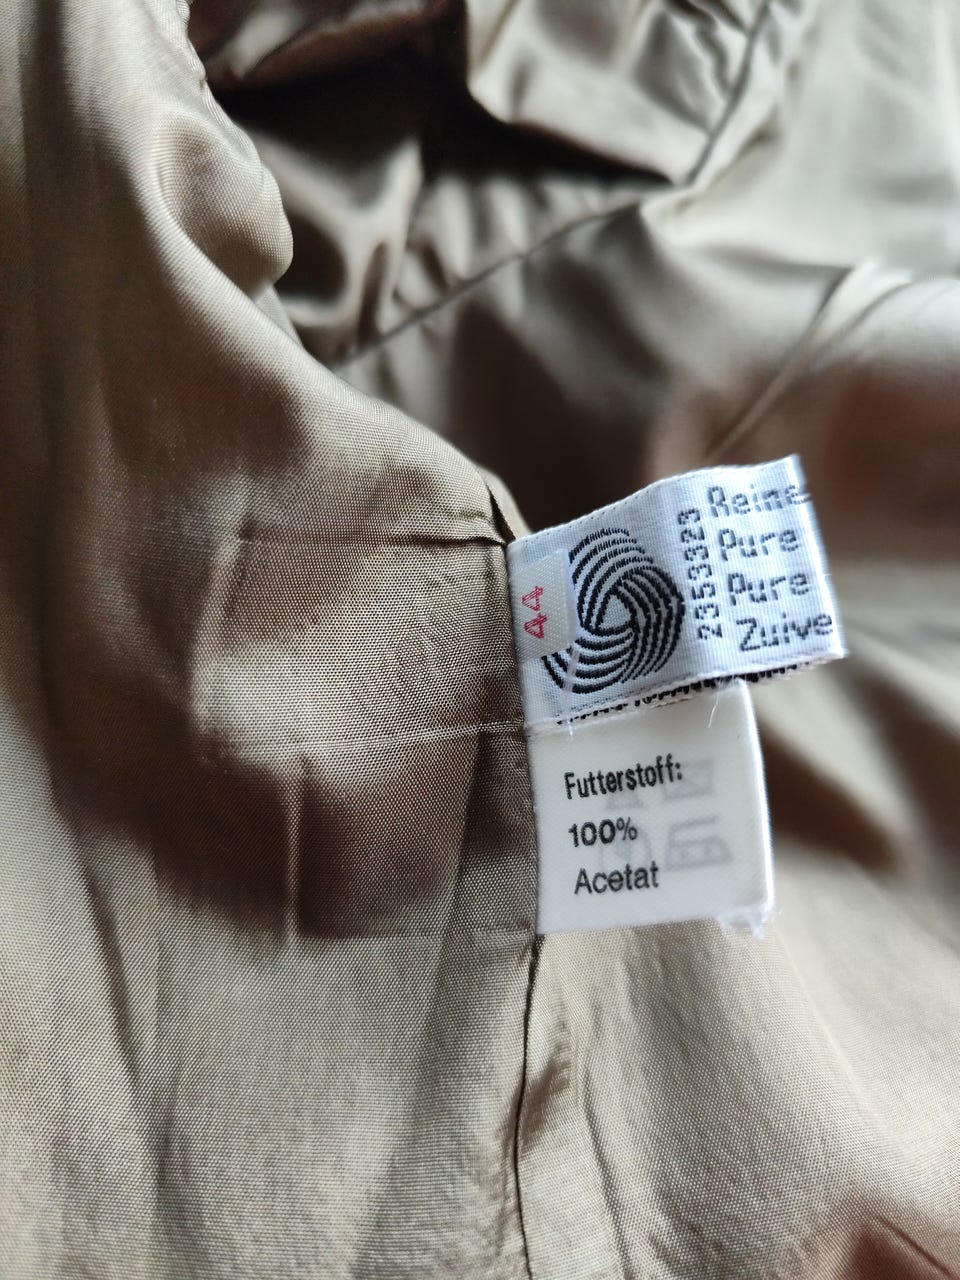 44
2353323
Reine
Pure
Pure
Zuive
Futterstoff:
100%
Acetat